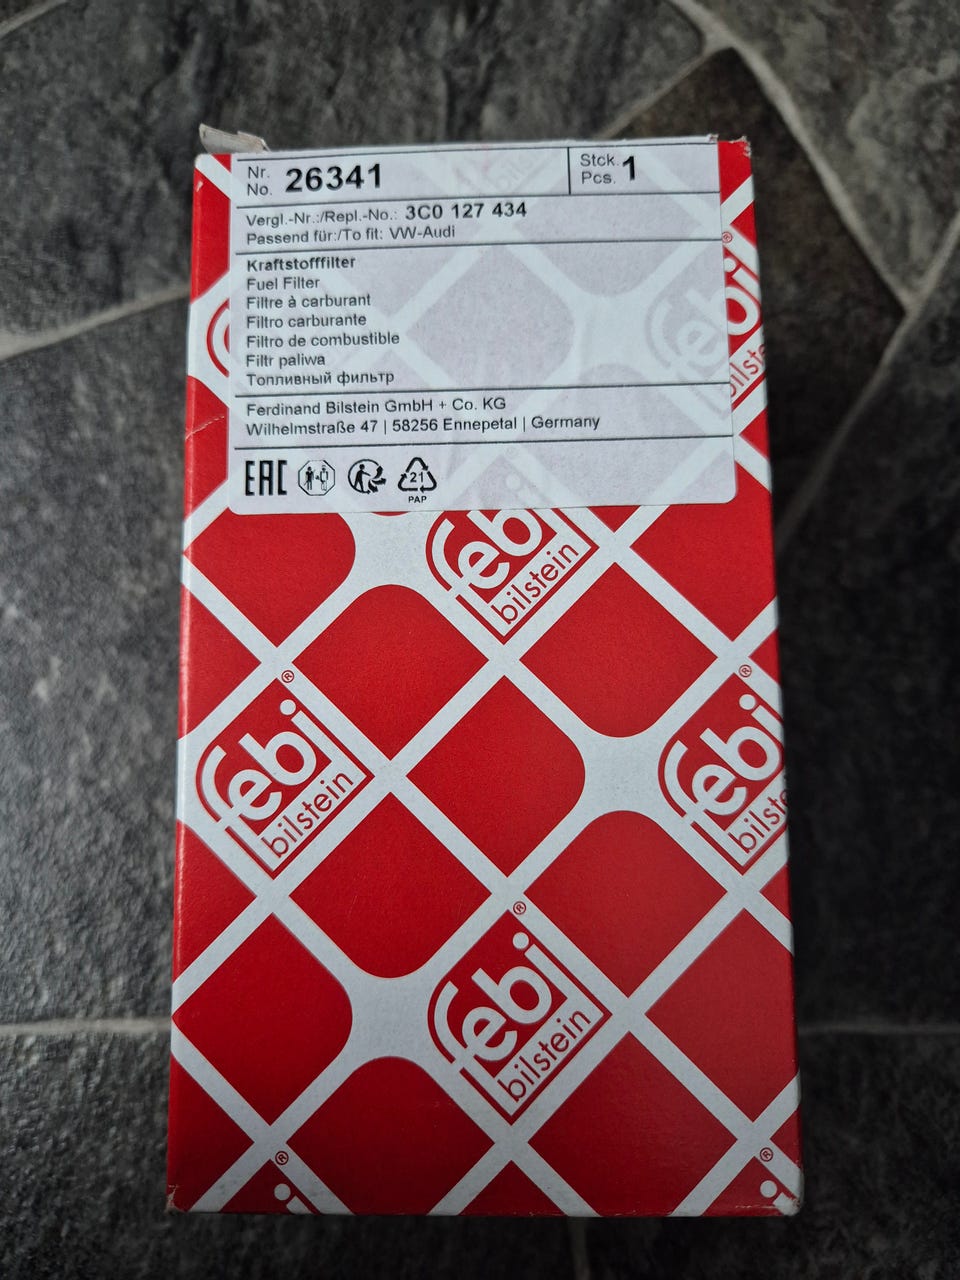 Nr.
No. 26341
Stck.
Pcs. 1
Vergl.-Nr.:/Repl.-No.: 3C0 127 434
Passend für:/To fit: VW-Audi
Kraftstofffilter
Fuel Filter
Filtre à carburant
Filtro carburante
Filtro de combustible
Filtr paliwa
Топливный фильтр
Ferdinand Bilstein GmbH + Co. KG
Wilhelmstraße 47 | 58256 Ennepetal | Germany
EAC
21
PAP
febi®
bilstein
febi
bilstein
febi®
bilstein
febi®
bilstein
febi®
bilstein